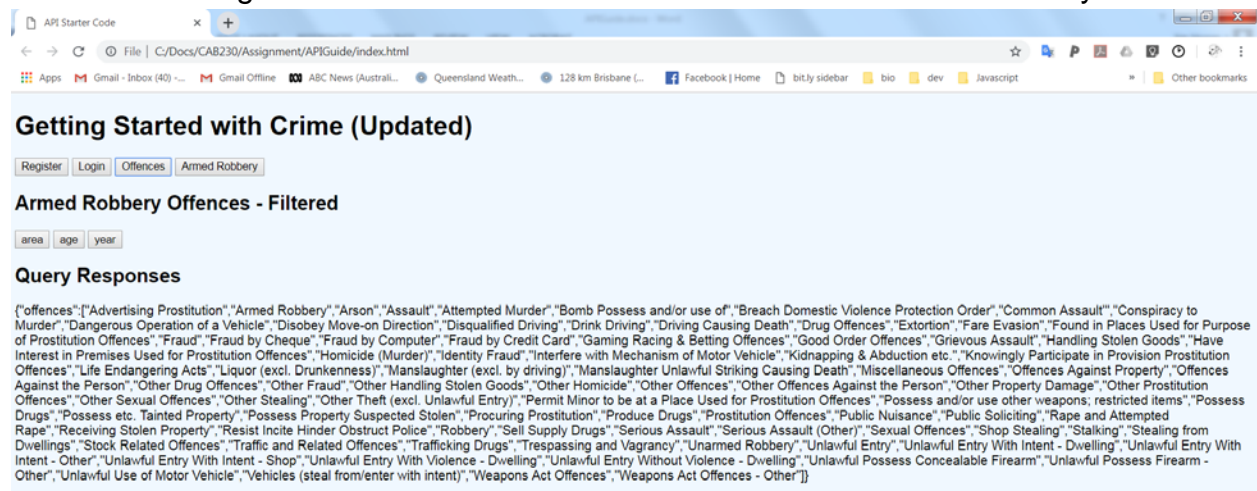 API Starter Code
File | C:/Docs/CAB230/Assignment/APIGuide/index.html
Apps Gmail - Inbox (40) -... Gmail Offline ABC News (Australi... Queensland Weath... 128 km Brisbane (... Facebook | Home bit.ly sidebar bio dev Javascript » Other bookmarks
Getting Started with Crime (Updated)
Register Login Offences Armed Robbery
Armed Robbery Offences - Filtered
area age year
Query Responses
{"offences":["Advertising Prostitution","Armed Robbery","Arson","Assault","Attempted Murder","Bomb Possess and/or use of","Breach Domestic Violence Protection Order","Common Assault'","Conspiracy to
Murder","Dangerous Operation of a Vehicle","Disobey Move-on Direction","Disqualified Driving","Drink Driving","Driving Causing Death","Drug Offences","Extortion","Fare Evasion","Found in Places Used for Purpose
of Prostitution Offences","Fraud","Fraud by Cheque","Fraud by Computer","Fraud by Credit Card","Gaming Racing & Betting Offences","Good Order Offences","Grievous Assault","Handling Stolen Goods","Have
Interest in Premises Used for Prostitution Offences","Homicide (Murder)","Identity Fraud","Interfere with Mechanism of Motor Vehicle","Kidnapping & Abduction etc.","Knowingly Participate in Provision Prostitution
Offences","Life Endangering Acts","Liquor (excl. Drunkenness)","Manslaughter (excl. by driving)","Manslaughter Unlawful Striking Causing Death","Miscellaneous Offences","Offences Against Property","Offences
Against the Person","Other Drug Offences","Other Fraud","Other Handling Stolen Goods","Other Homicide","Other Offences","Other Offences Against the Person","Other Property Damage","Other Prostitution
Offences","Other Sexual Offences","Other Stealing","Other Theft (excl. Unlawful Entry)","Permit Minor to be at a Place Used for Prostitution Offences","Possess and/or use other weapons; restricted items","Possess
Drugs","Possess etc. Tainted Property","Possess Property Suspected Stolen","Procuring Prostitution","Produce Drugs","Prostitution Offences","Public Nuisance","Public Soliciting","Rape and Attempted
Rape","Receiving Stolen Property","Resist Incite Hinder Obstruct Police","Robbery","Sell Supply Drugs","Serious Assault","Serious Assault (Other)","Sexual Offences","Shop Stealing","Stalking","Stealing from
Dwellings","Stock Related Offences","Traffic and Related Offences","Trafficking Drugs","Trespassing and Vagrancy","Unarmed Robbery","Unlawful Entry","Unlawful Entry With Intent - Dwelling","Unlawful Entry With
Intent - Other","Unlawful Entry With Intent - Shop","Unlawful Entry With Violence - Dwelling","Unlawful Entry Without Violence - Dwelling","Unlawful Possess Concealable Firearm","Unlawful Possess Firearm -
Other","Unlawful Use of Motor Vehicle","Vehicles (steal from/enter with intent)","Weapons Act Offences","Weapons Act Offences - Other"]}